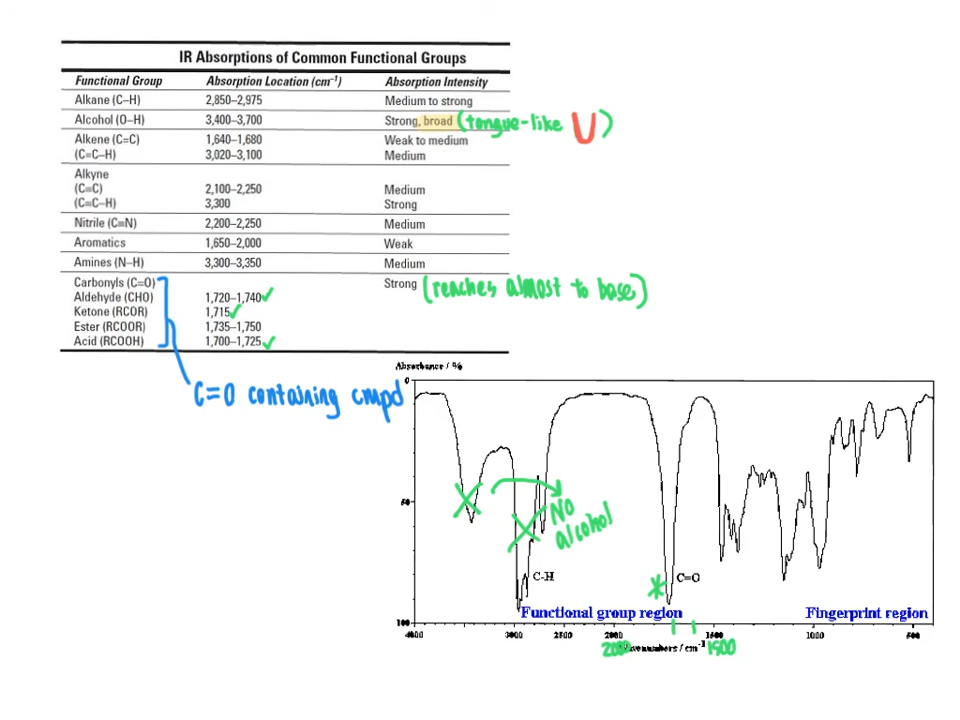 IR Absorptions of Common Functional Groups
Functional Group Absorption Location (cm⁻¹) Absorption Intensity
Alkane (C–H) 2,850–2,975 Medium to strong
Alcohol (O–H) 3,400–3,700 Strong, broad (tongue-like U)
Alkene (C=C) 1,640–1,680 Weak to medium
(C=C–H) 3,020–3,100 Medium
Alkyne
(C≡C) 2,100–2,250 Medium
(C≡C–H) 3,300 Strong
Nitrile (C≡N) 2,200–2,250 Medium
Aromatics 1,650–2,000 Weak
Amines (N–H) 3,300–3,350 Medium
Carbonyls (C=O) Strong (reaches almost to base)
Aldehyde (CHO) 1,720–1,740 ✓
Ketone (RCOR) 1,715 ✓
Ester (RCOOR) 1,735–1,750
Acid (RCOOH) 1,700–1,725 ✓
C=O containing cmpd
Absorbance / %
0
50
100
NO
alcohol
C-H
C=O
Functional group region Fingerprint region
4000 3000 2500 2000 1500 1000 500
2000 Wavenumbers / cm⁻¹ 1500